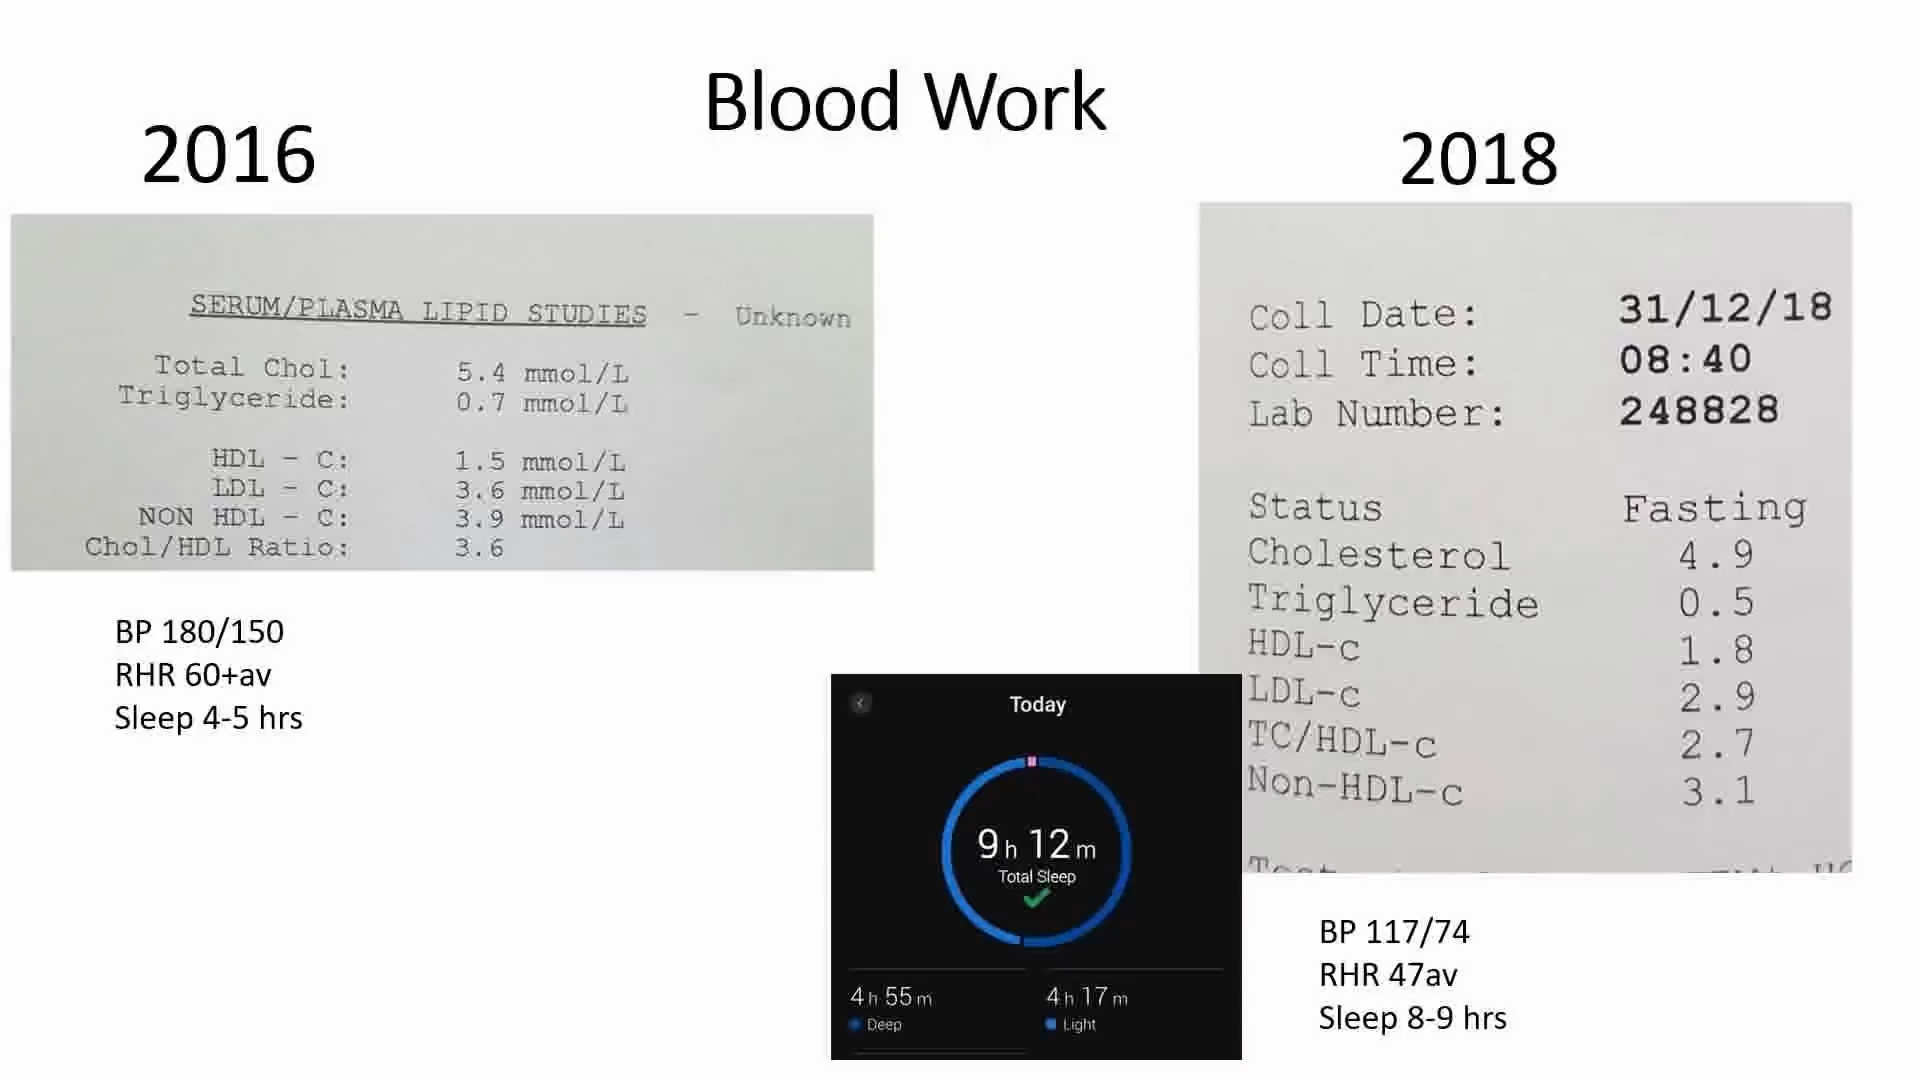 Blood Work
2016
SERUM/PLASMA LIPID STUDIES - Unknown
Total Chol: 5.4 mmol/L
Triglyceride: 0.7 mmol/L
HDL - C: 1.5 mmol/L
LDL - C: 3.6 mmol/L
NON HDL - C: 3.9 mmol/L
Chol/HDL Ratio: 3.6
BP 180/150
RHR 60+av
Sleep 4-5 hrs
2018
Coll Date: 31/12/18
Coll Time: 08:40
Lab Number: 248828
Status Fasting
Cholesterol 4.9
Triglyceride 0.5
HDL-c 1.8
LDL-c 2.9
TC/HDL-c 2.7
Non-HDL-c 3.1
Today
9h 12m
Total Sleep
4h 55m 4h 17m
Deep Light
BP 117/74
RHR 47av
Sleep 8-9 hrs